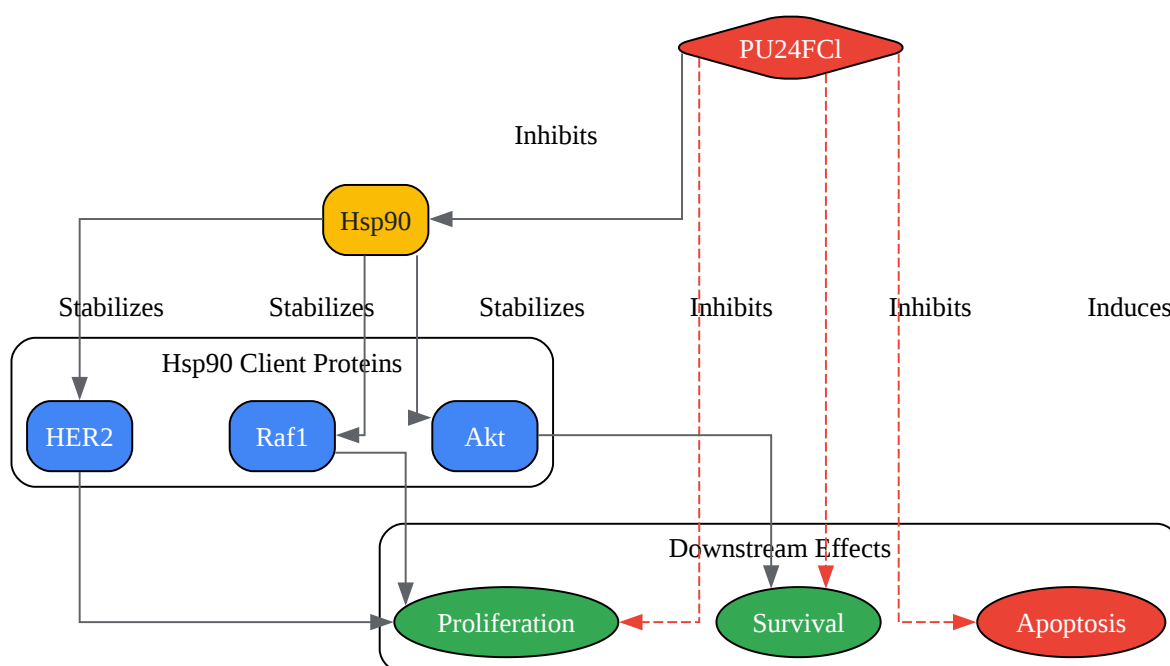 PU24FCl
Inhibits
Hsp90
Stabilizes
Stabilizes
Stabilizes
Inhibits
Inhibits
Induces
Hsp90 Client Proteins
HER2
Raf1
Akt
Downstream Effects
Proliferation
Survival
Apoptosis